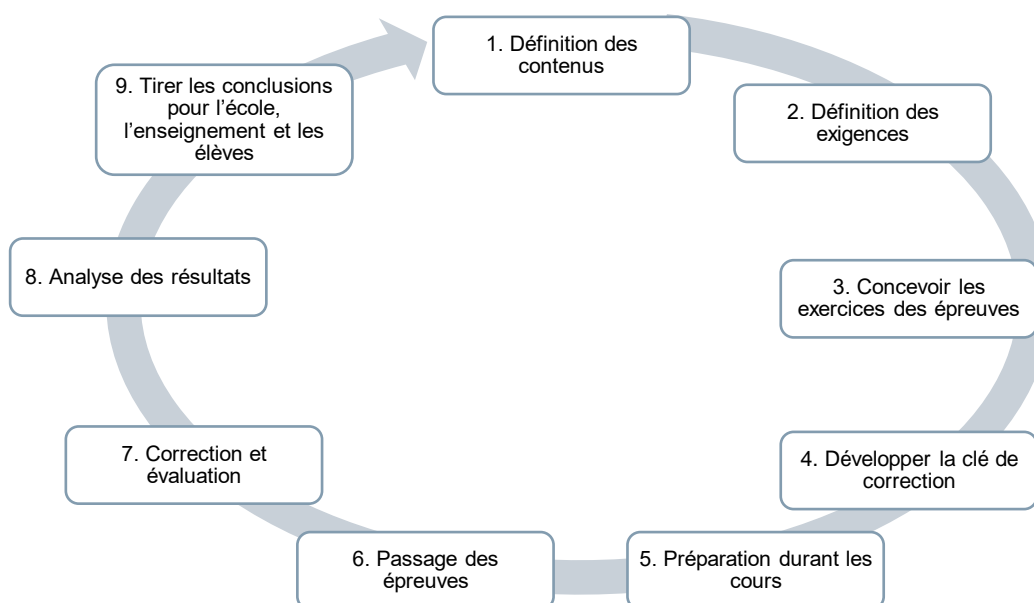 1. Définition des
contenus
2. Définition des
exigences
3. Concevoir les
exercices des épreuves
4. Développer la clé de
correction
5. Préparation durant les
cours
6. Passage des
épreuves
7. Correction et
évaluation
8. Analyse des résultats
9. Tirer les conclusions
pour l’école,
l’enseignement et les
élèves